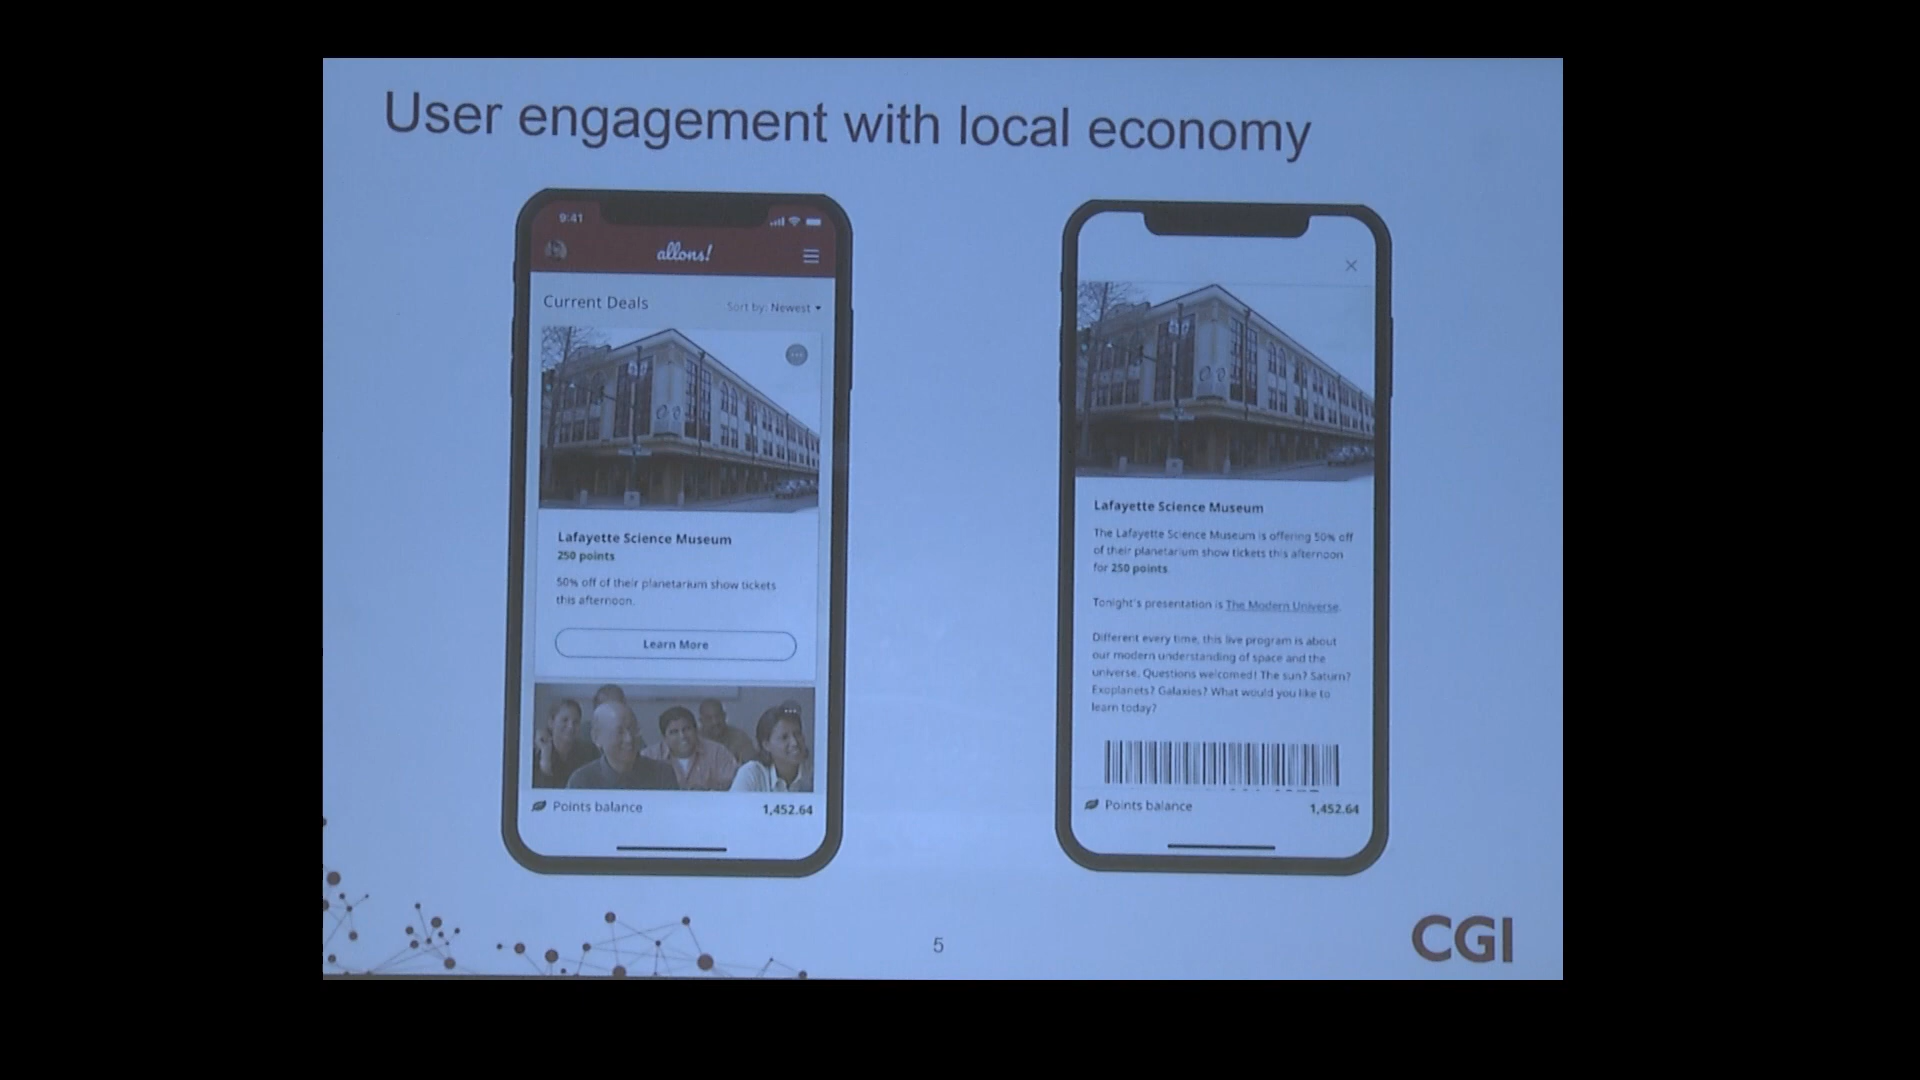 User engagement with local economy
9:41
allons!
Current Deals
Sort by: Newest
Lafayette Science Museum
250 points
50% off of their planetarium show tickets
this afternoon.
Learn More
Points balance
1,452.64
Lafayette Science Museum
The Lafayette Science Museum is offering 50% off
of their planetarium show tickets this afternoon
for 250 points.
Tonight's presentation is The Modern Universe.
Different every time, this live program is about
our modern understanding of space and the
universe. Questions welcomed! The sun? Saturn?
Exoplanets? Galaxies? What would you like to
learn today?
Points balance
1,452.64
5
CGI